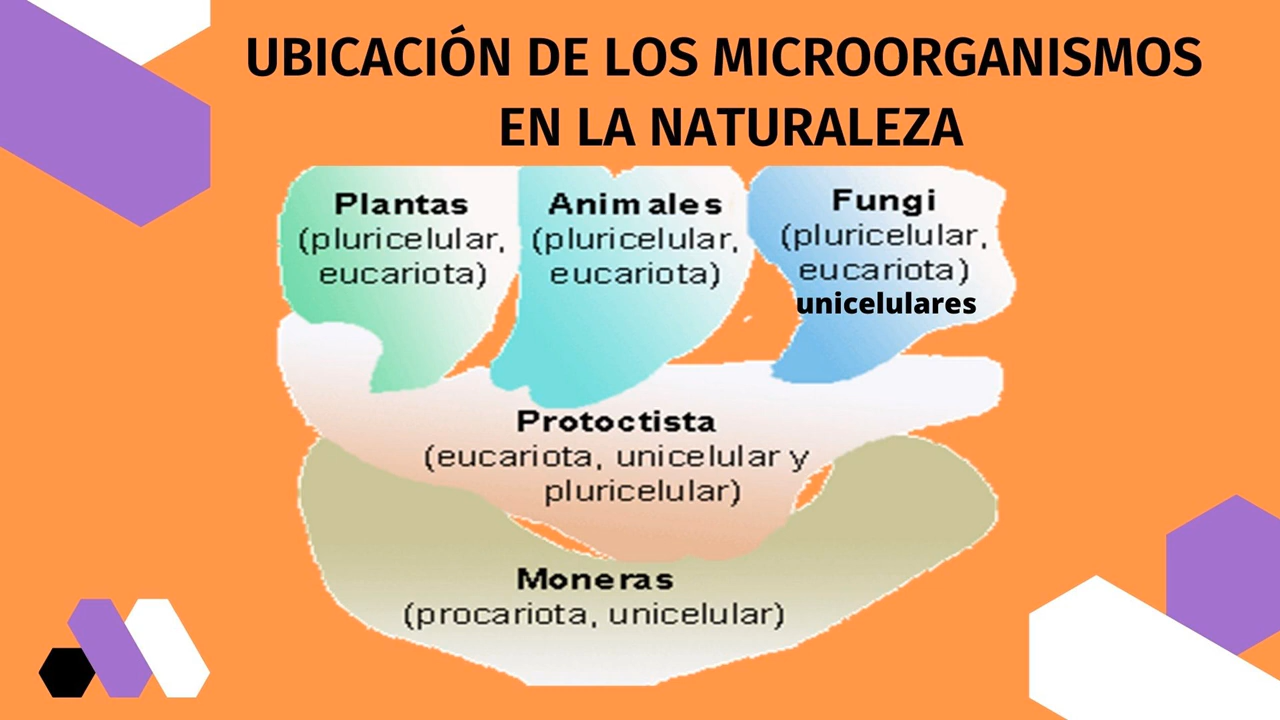 UBICACIÓN DE LOS MICROORGANISMOS
EN LA NATURALEZA
Plantas
(pluricelular,
eucariota)
Animales
(pluricelular,
eucariota)
Fungi
(pluricelular,
eucariota)
unicelulares
Protoctista
(eucariota, unicelular y
pluricelular)
Moneras
(procariota, unicelular)